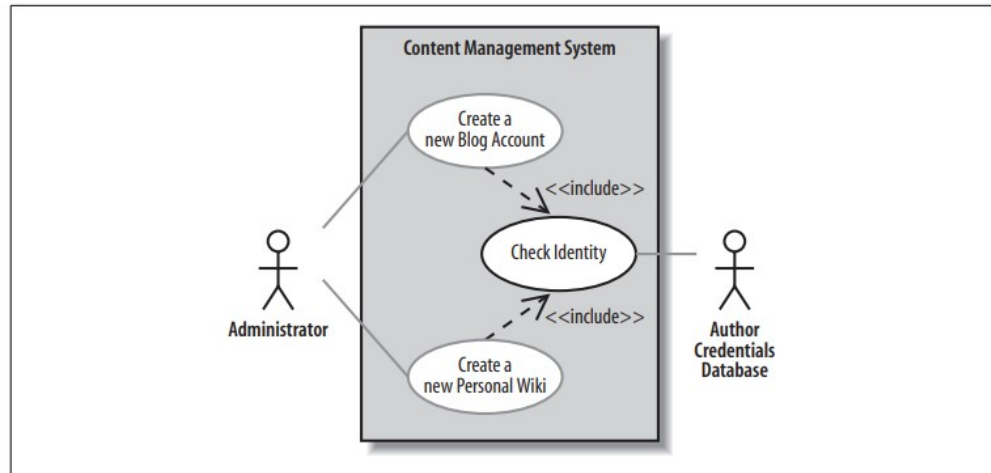 Content Management System
Create a
new Blog Account
<<include>>
Check Identity
<<include>>
Administrator
Author
Credentials
Database
Create a
new Personal Wiki